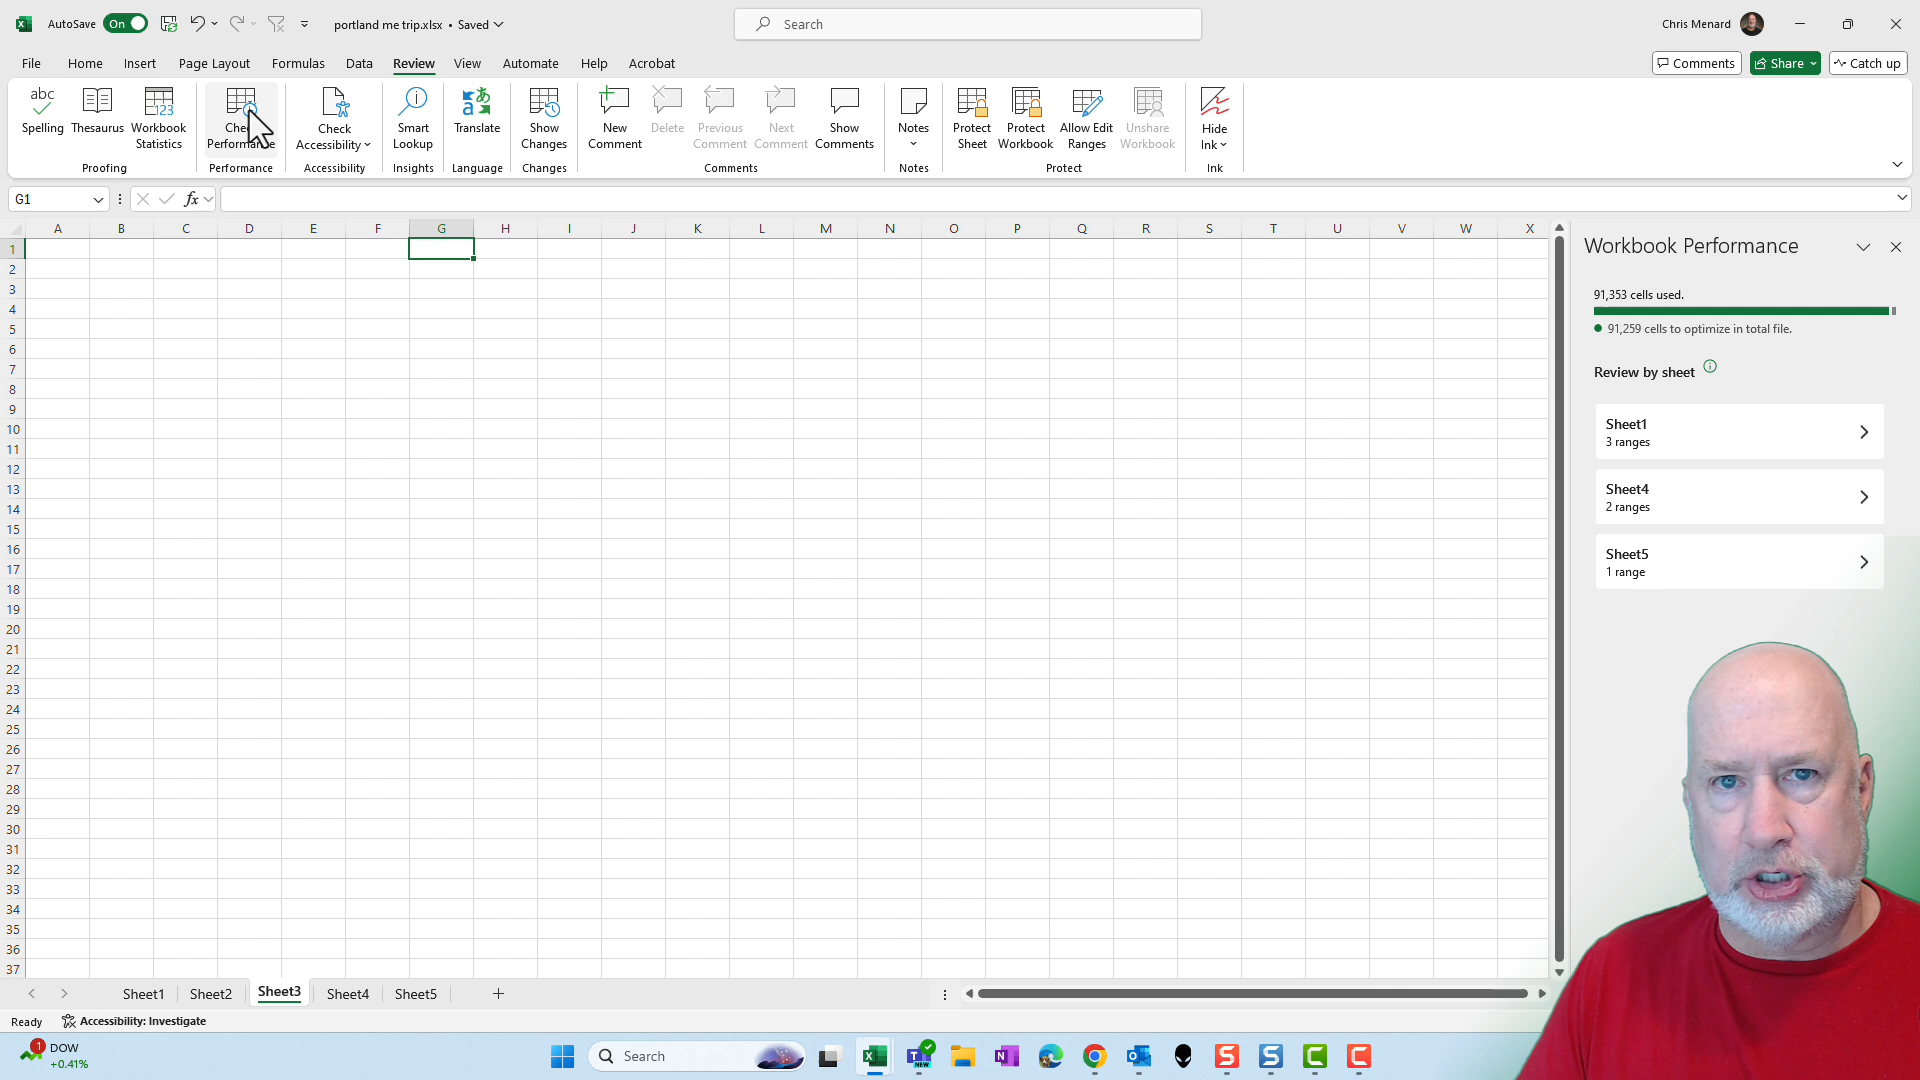 AutoSave On
portland me trip.xlsx • Saved
Search
Chris Menard
File Home Insert Page Layout Formulas Data Review View Automate Help Acrobat
Comments Share Catch up
abc
Spelling
Thesaurus
123
Workbook
Statistics
Proofing
Performance
Performance
Check
Accessibility
Accessibility
Smart
Lookup
Insights
Translate
Language
Show
Changes
Changes
New
Comment
Delete
Previous
Comment
Next
Comment
Show
Comments
Comments
Notes
Notes
Protect
Sheet
Protect
Workbook
Allow Edit
Ranges
Unshare
Workbook
Protect
Hide
Ink
Ink
G1
fx
A B C D E F G H I J K L M N O P Q R S T U V W X
1
2
3
4
5
6
7
8
9
10
11
12
13
14
15
16
17
18
19
20
21
22
23
24
25
26
27
28
29
30
31
32
33
34
35
36
37
Workbook Performance
91,353 cells used.
91,259 cells to optimize in total file.
Review by sheet
Sheet1
3 ranges
Sheet4
2 ranges
Sheet5
1 range
Sheet1 Sheet2 Sheet3 Sheet4 Sheet5
Ready Accessibility: Investigate
1
DOW
+0.41%
Search
NEW